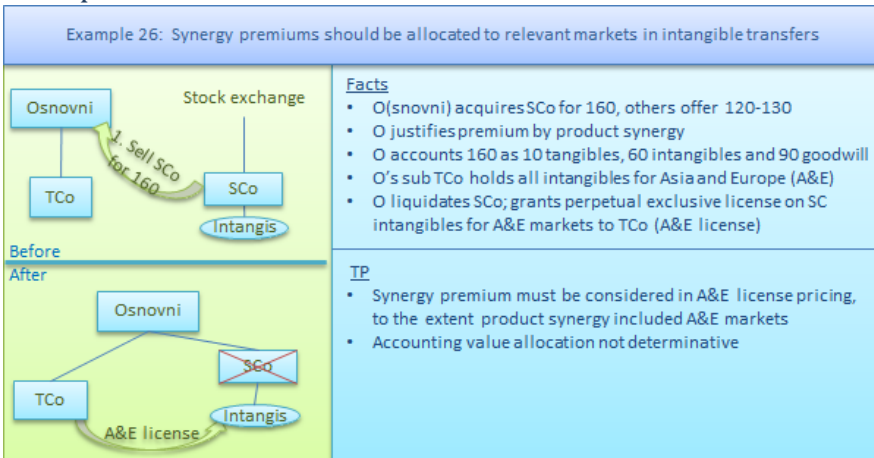 Example 26: Synergy premiums should be allocated to relevant markets in intangible transfers
Osnovni
Stock exchange
1. Sell SCo
for 160
TCo
SCo
Intangis
Before
Facts
• O(snovni) acquires SCo for 160, others offer 120-130
• O justifies premium by product synergy
• O accounts 160 as 10 tangibles, 60 intangibles and 90 goodwill
• O's sub TCo holds all intangibles for Asia and Europe (A&E)
• O liquidates SCo; grants perpetual exclusive license on SC
intangibles for A&E markets to TCo (A&E license)
After
Osnovni
SCo
TCo
Intangis
A&E license
TP
• Synergy premium must be considered in A&E license pricing,
to the extent product synergy included A&E markets
• Accounting value allocation not determinative